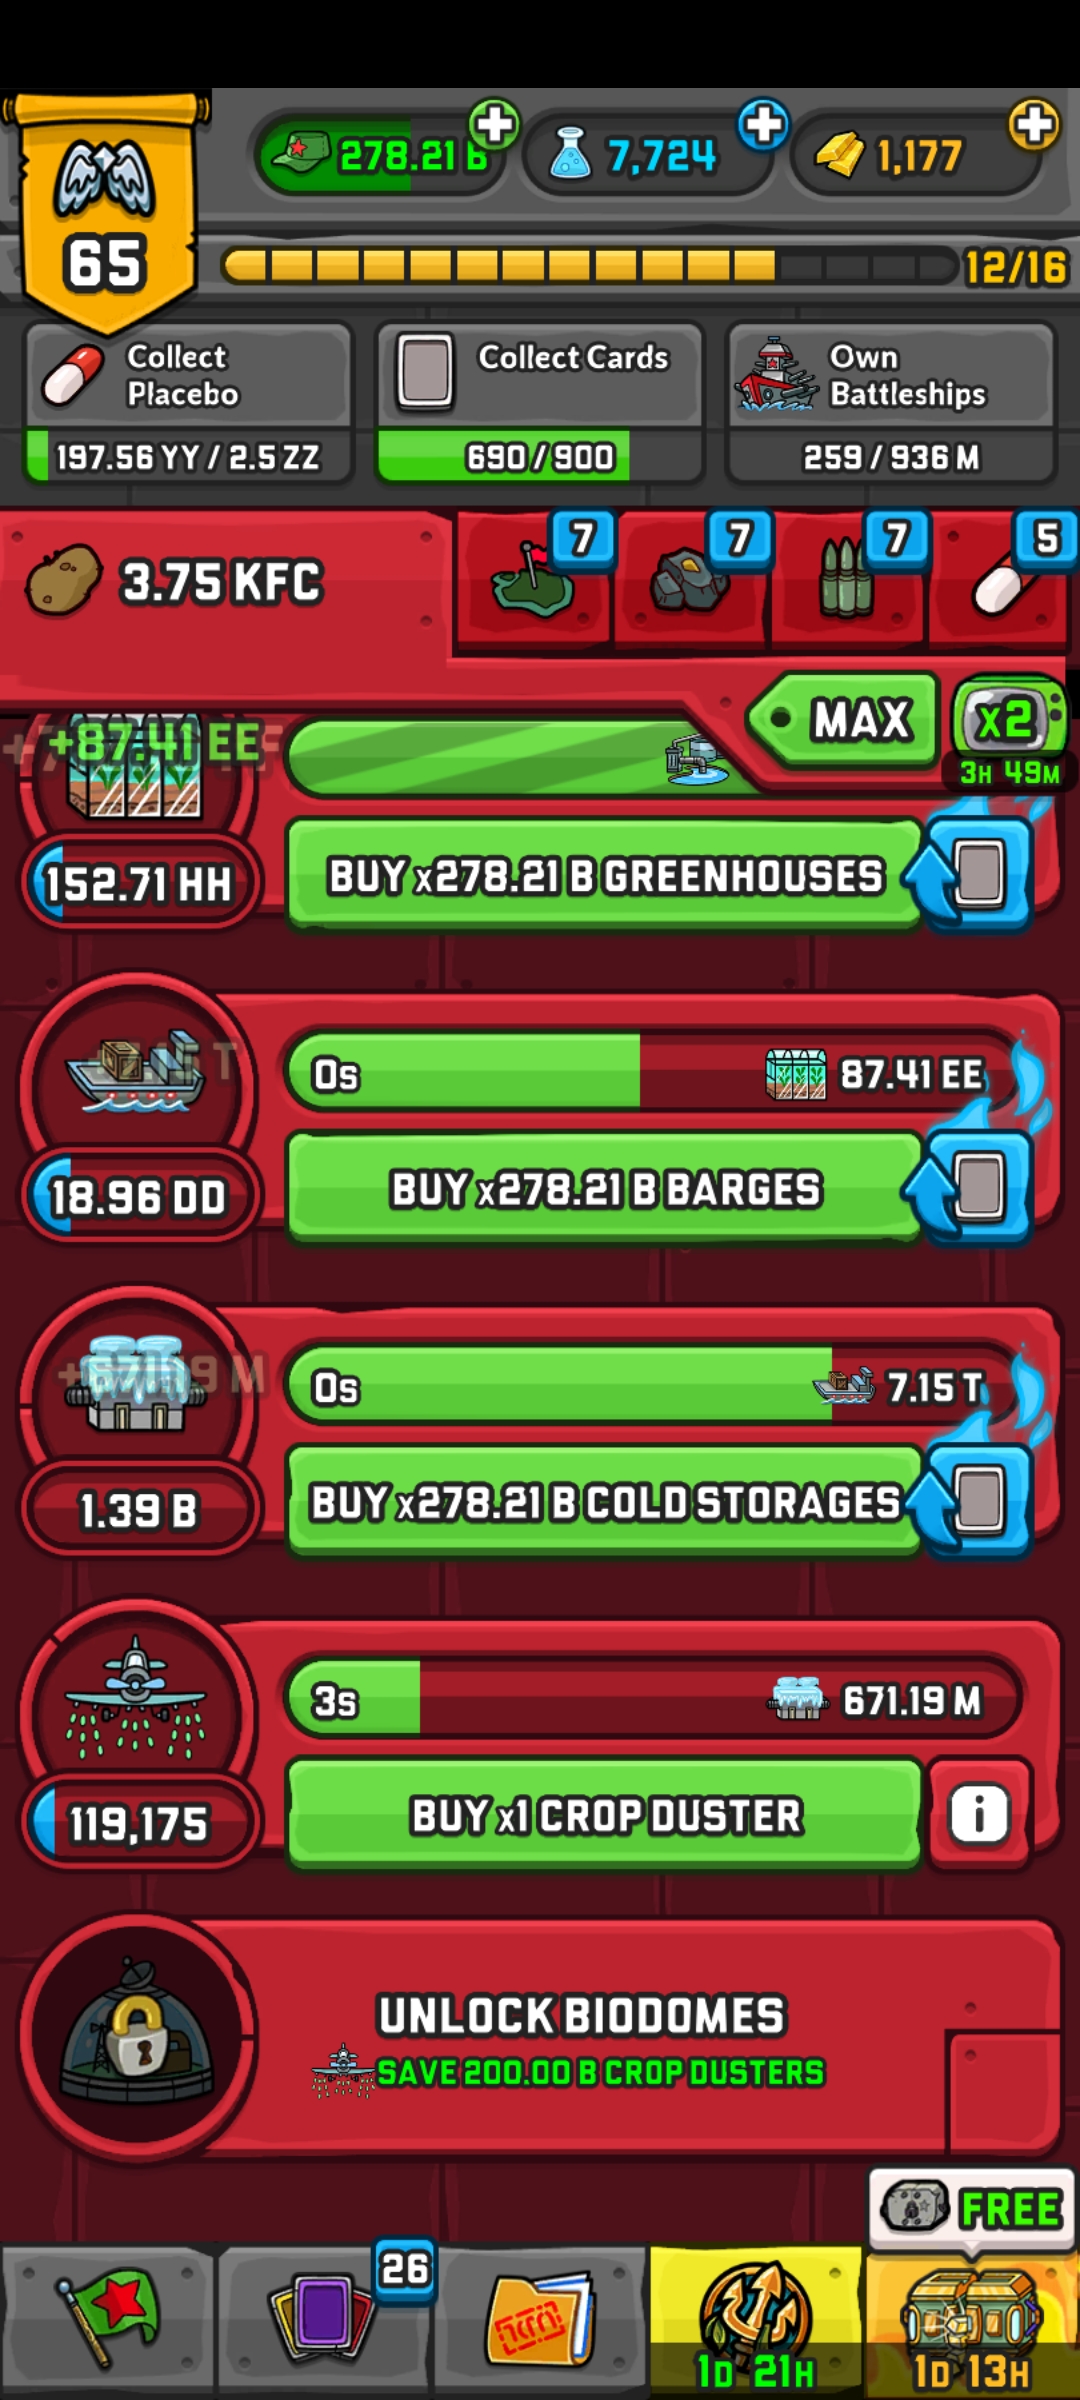 278.21 B
7,724
1,177
65
12/16
Collect
Placebo
197.56 YY / 2.5 ZZ
Collect Cards
690 / 900
Own
Battleships
259 / 936 M
3.75 KFC
7
7
7
5
MAX
x2
3H 49M
+87.41 EE
152.71 HH
BUY x278.21 B GREENHOUSES
0s
87.41 EE
18.96 DD
BUY x278.21 B BARGES
0s
7.15 T
1.39 B
BUY x278.21 B COLD STORAGES
3s
671.19 M
119,175
BUY x1 CROP DUSTER
i
UNLOCK BIODOMES
SAVE 200.00 B CROP DUSTERS
FREE
26
1D 21H
1D 13H